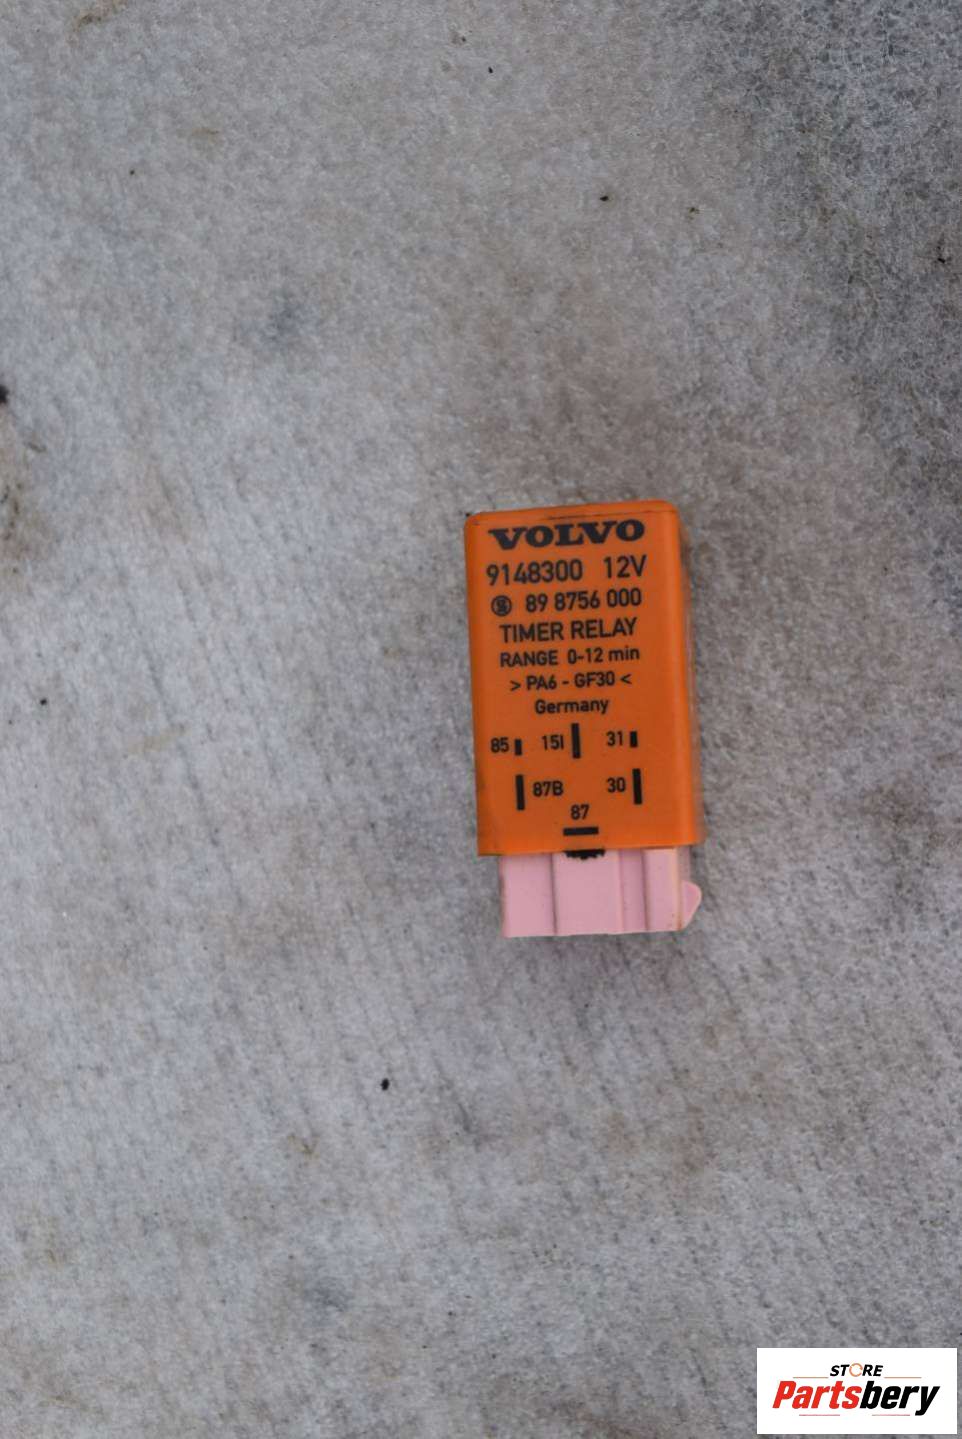 VOLVO
9148300 12V
89 8756 000
TIMER RELAY
RANGE 0-12 min
> PA6 - GF30 <
Germany
85 15I 31
87B 30
87
STORE
Partsbery